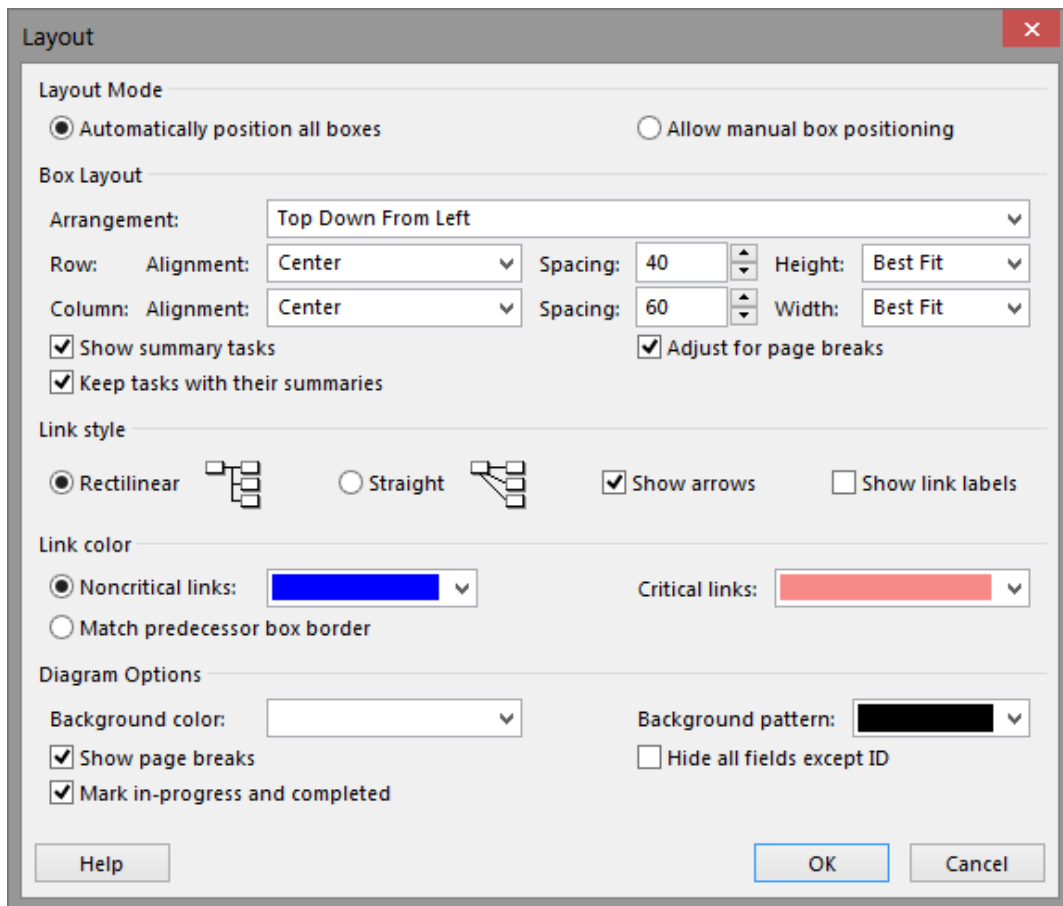 Layout
Layout Mode
Automatically position all boxes Allow manual box positioning
Box Layout
Arrangement: Top Down From Left
Row: Alignment: Center Spacing: 40 Height: Best Fit
Column: Alignment: Center Spacing: 60 Width: Best Fit
Show summary tasks Adjust for page breaks
Keep tasks with their summaries
Link style
Rectilinear Straight Show arrows Show link labels
Link color
Noncritical links: Critical links:
Match predecessor box border
Diagram Options
Background color: Background pattern:
Show page breaks Hide all fields except ID
Mark in-progress and completed
Help OK Cancel